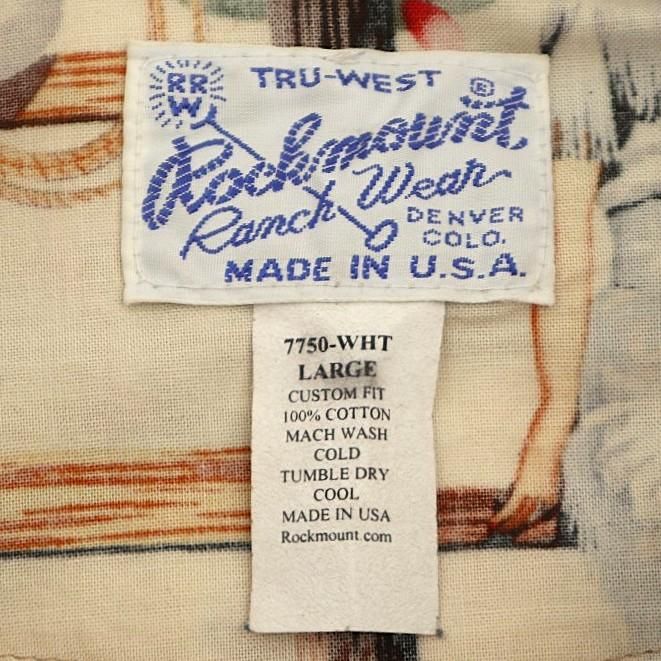 RR
W
TRU-WEST ®
Rockmount
Ranch Wear
DENVER
COLO.
MADE IN U.S.A.
7750-WHT
LARGE
CUSTOM FIT
100% COTTON
MACH WASH
COLD
TUMBLE DRY
COOL
MADE IN USA
Rockmount.com